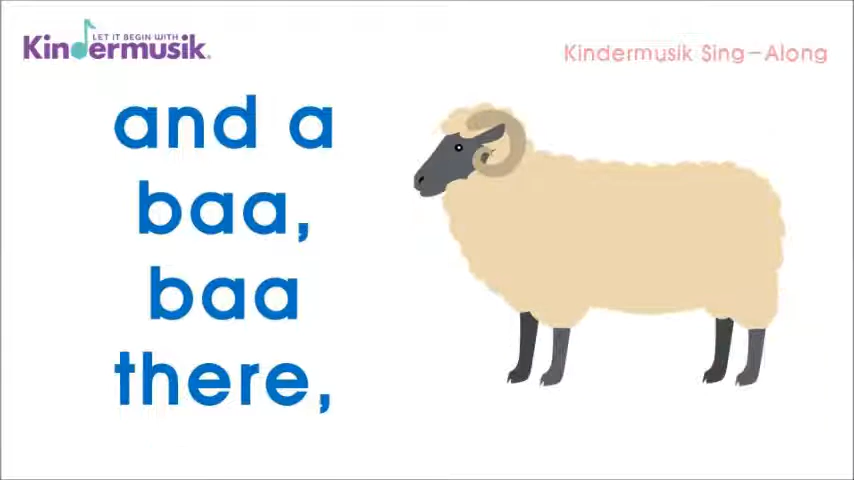 LET IT BEGIN WITH
Kindermusik®
Kindermusik Sing-Along
and a
baa,
baa
there,